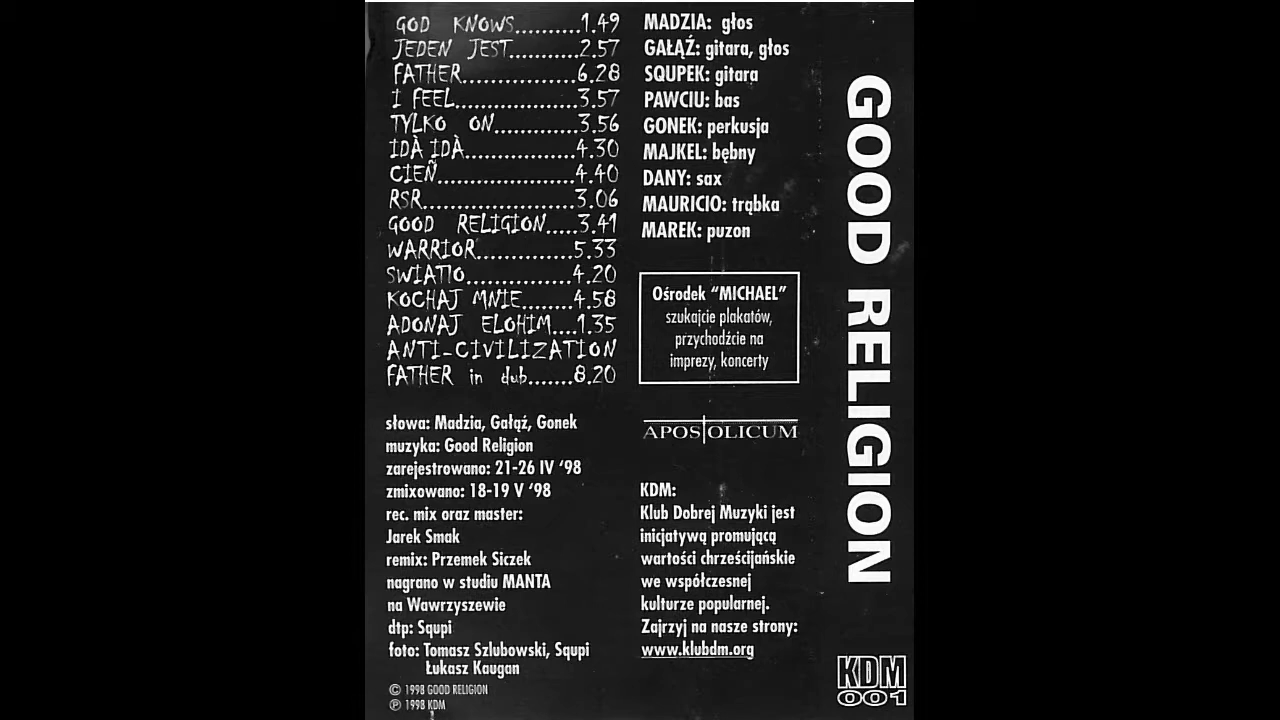 GOD KNOWS..........1.49
JEDEN JEST..........2.57
FATHER................6.28
I FEEL.................3.57
TYLKO ON............3.56
IDÀ IDÀ...............4.30
CIEÑ...................4.40
RSR.....................3.06
GOOD RELIGION.....3.41
WARRIOR..............5.33
SWIATIO...............4.20
KOCHAJ MNIE.......4.58
ADONAJ ELOHIM....1.35
ANTI-CIVILIZATION
FATHER in dub.......8.20
słowa: Madzia, Gałąź, Gonek
muzyka: Good Religion
zarejestrowano: 21-26 IV ‘98
zmixowano: 18-19 V ‘98
rec. mix oraz master:
Jarek Smak
remix: Przemek Siczek
nagrano w studiu MANTA
na Wawrzyszewie
dtp: Squpi
foto: Tomasz Szlubowski, Squpi
Łukasz Kaugan
© 1998 GOOD RELIGION
℗ 1998 KDM
MADZIA: głos
GAŁĄŹ: gitara, głos
SQUPEK: gitara
PAWCIU: bas
GONEK: perkusja
MAJKEL: bębny
DANY: sax
MAURICIO: trąbka
MAREK: puzon
Ośrodek “MICHAEL”
szukajcie plakatów,
przychodźcie na
imprezy, koncerty
APOSTOLICUM
KDM:
Klub Dobrej Muzyki jest
inicjatywą promującą
wartości chrześcijańskie
we współczesnej
kulturze popularnej.
Zajrzyj na nasze strony:
www.klubdm.org
GOOD RELIGION
KDM
001